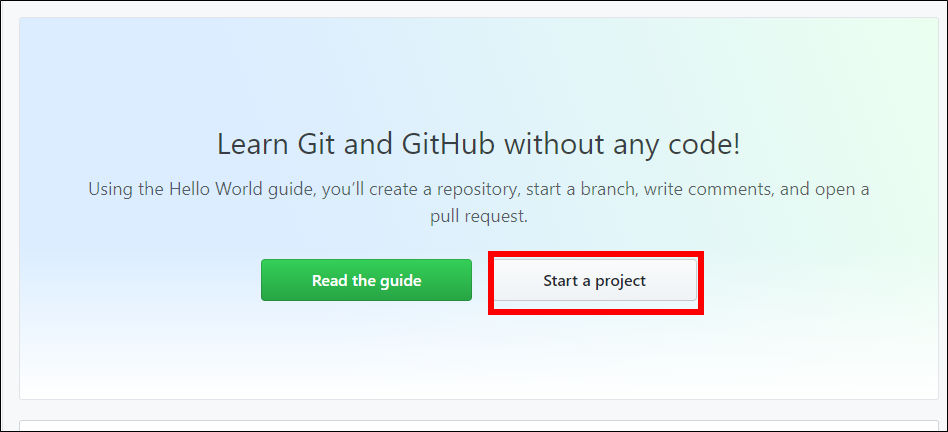 Learn Git and GitHub without any code!
Using the Hello World guide, you’ll create a repository, start a branch, write comments, and open a
pull request.
Read the guide
Start a project